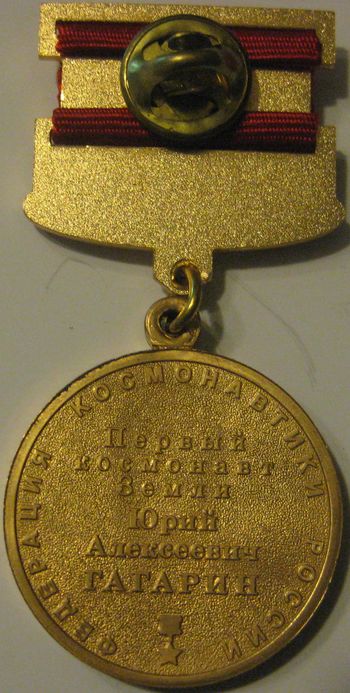 ФЕДЕРАЦИЯ КОСМОНАВТИКИ РОССИИ
Первый
космонавт
Земли
Юрий
Алексеевич
ГАГАРИН